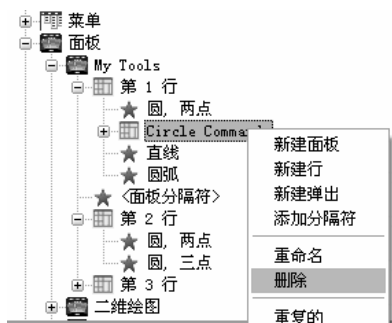 菜单
面板
My Tools
第 1 行
圆, 两点
Circle Comman
直线
圆弧
<面板分隔符>
第 2 行
圆, 两点
圆, 三点
第 3 行
二维绘图
新建面板
新建行
新建弹出
添加分隔符
重命名
删除
重复的